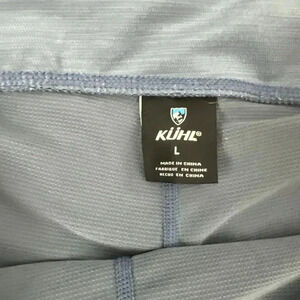 KÜHL®
L
MADE IN CHINA
FABRIQUÉ EN CHINE
HECHO EN CHINA